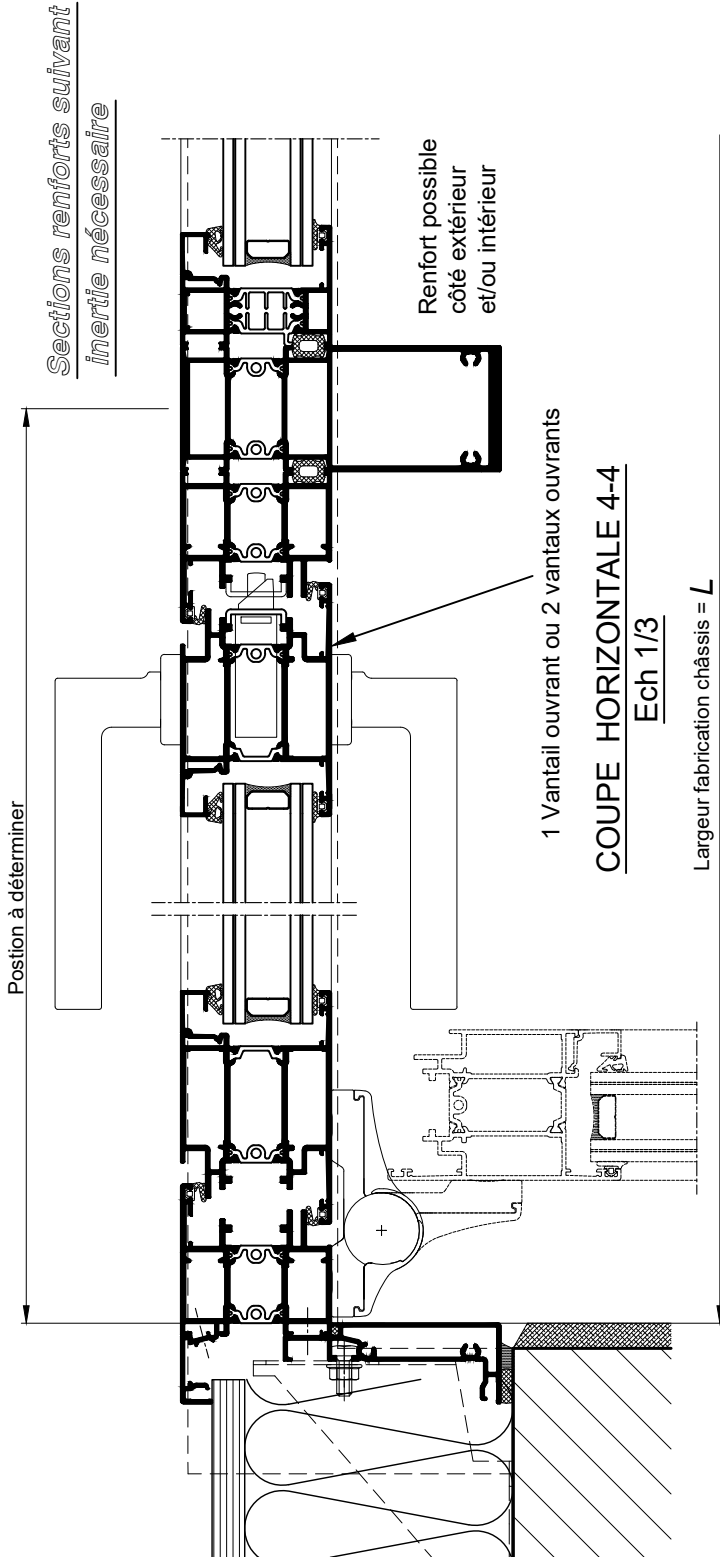 Sections renforts suivant
inertie nécessaire
Postion à déterminer
Renfort possible
côté extérieur
et/ou intérieur
1 Vantail ouvrant ou 2 vantaux ouvrants
COUPE HORIZONTALE 4-4
Ech 1/3
Largeur fabrication châssis = L